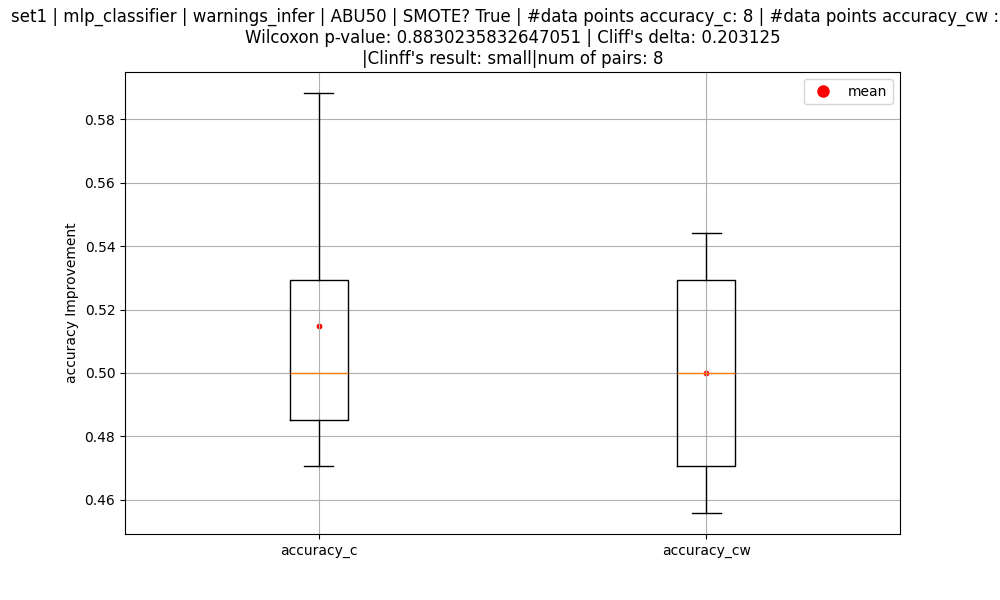 set1 | mlp_classifier | warnings_infer | ABU50 | SMOTE? True | #data points accuracy_c: 8 | #data points accuracy_cw :
Wilcoxon p-value: 0.8830235832647051 | Cliff's delta: 0.203125
|Clinff's result: small|num of pairs: 8
mean
0.58
0.56
0.54
0.52
0.50
0.48
0.46
accuracy Improvement
accuracy_c
accuracy_cw